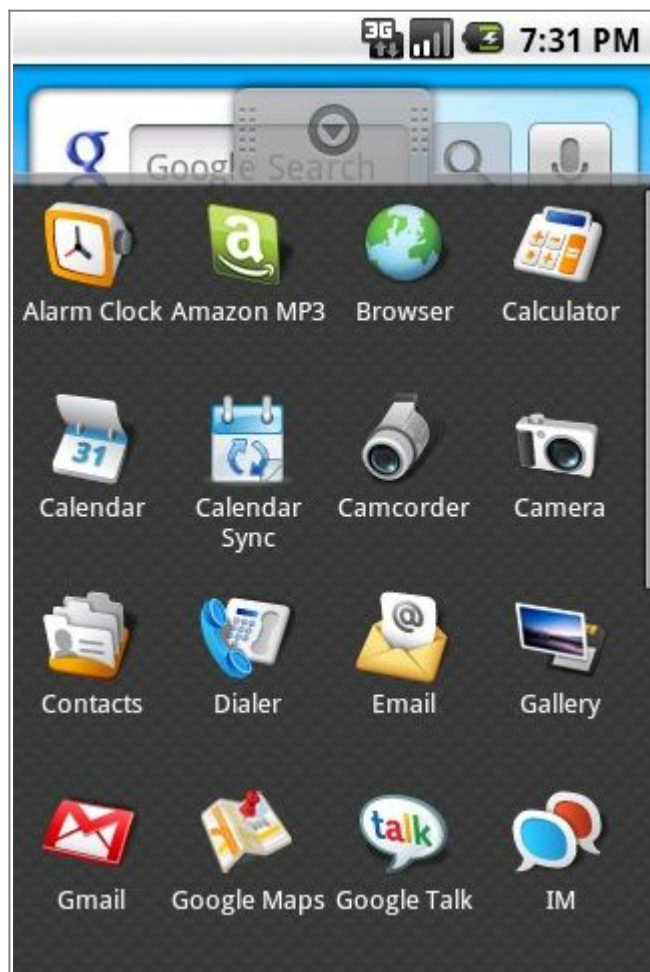 3G 7:31 PM
g Google Search
a
Alarm Clock Amazon MP3 Browser Calculator
31
Calendar Calendar Sync Camcorder Camera
@
Contacts Dialer Email Gallery
talk
Gmail Google Maps Google Talk IM